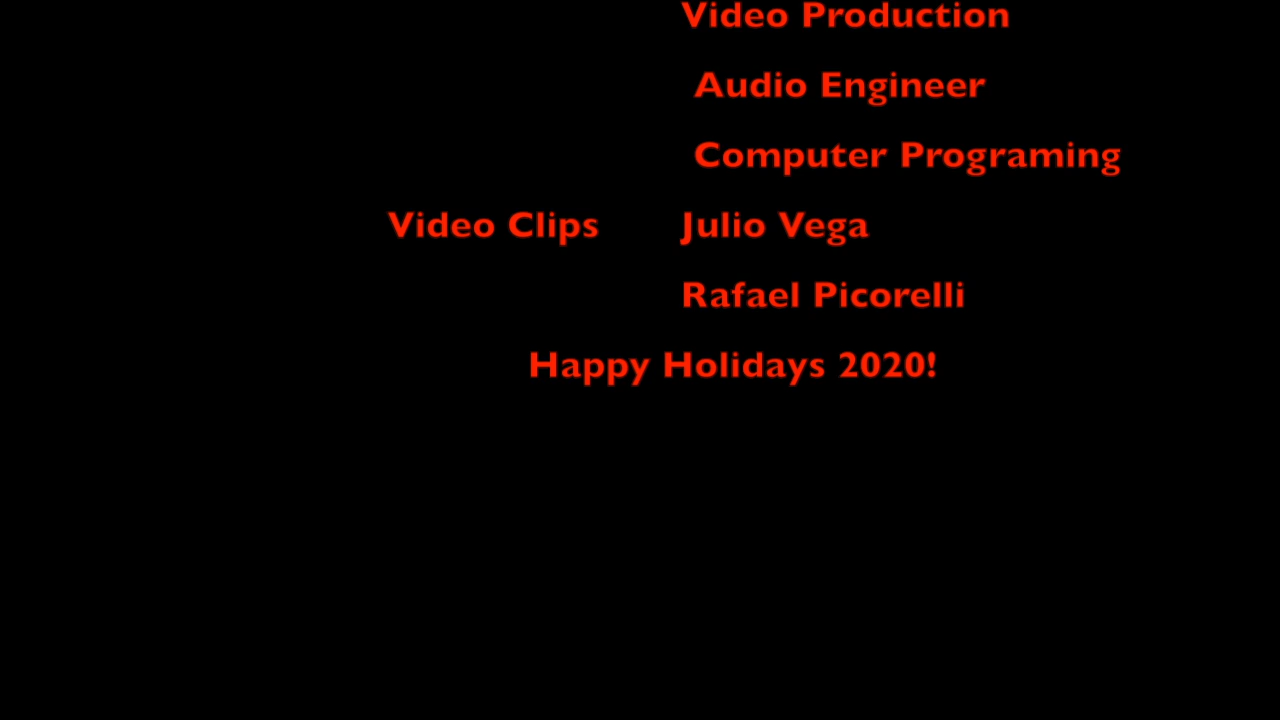 Video Production
Audio Engineer
Computer Programing
Video Clips Julio Vega
Rafael Picorelli
Happy Holidays 2020!